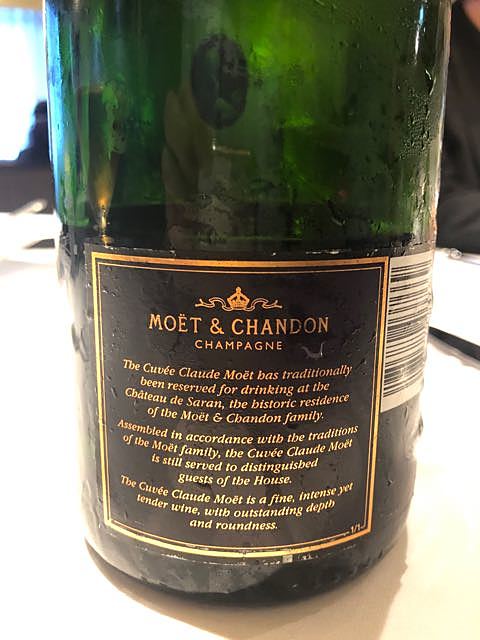 MOËT & CHANDON
CHAMPAGNE
The Cuvée Claude Moët has traditionally
been reserved for drinking at the
Château de Saran, the historic residence
of the Moët & Chandon family.
Assembled in accordance with the traditions
of the Moët family, the Cuvée Claude Moët
is still served to distinguished
guests of the House.
The Cuvée Claude Moët is a fine, intense yet
tender wine, with outstanding depth
and roundness.